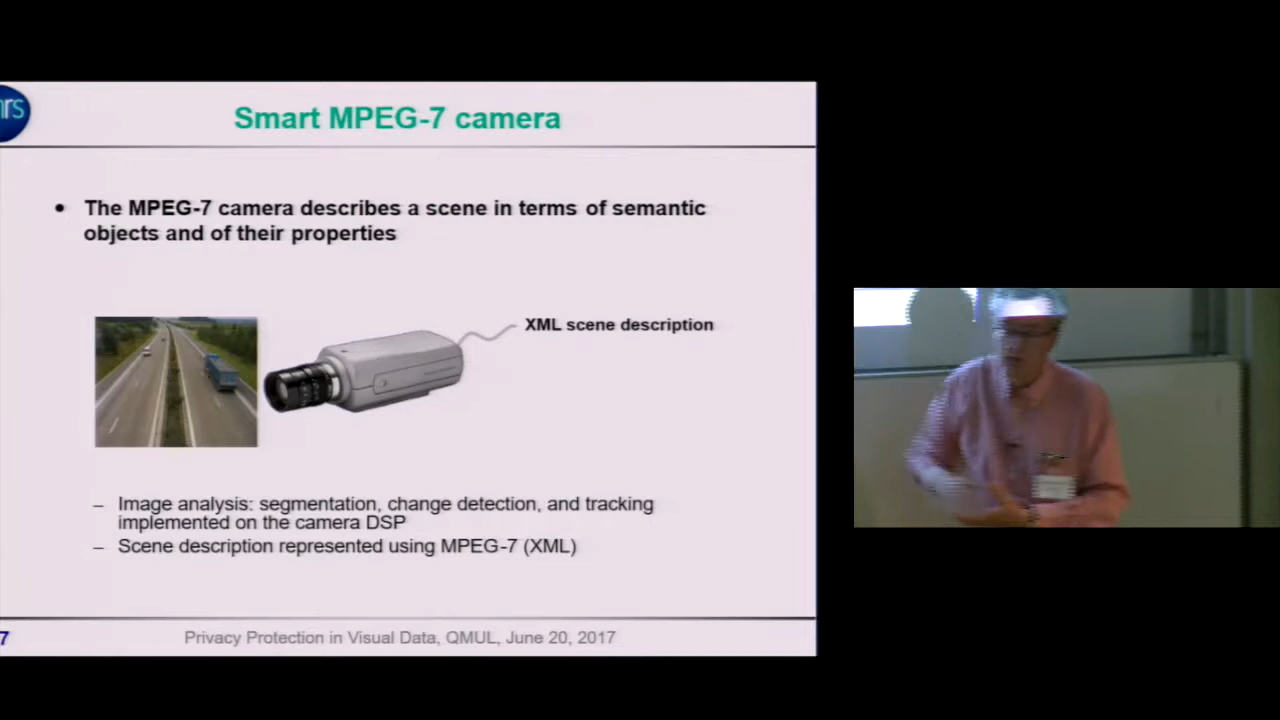 nrs
Smart MPEG-7 camera
• The MPEG-7 camera describes a scene in terms of semantic
objects and of their properties
XML scene description
– Image analysis: segmentation, change detection, and tracking
implemented on the camera DSP
– Scene description represented using MPEG-7 (XML)
7
Privacy Protection in Visual Data, QMUL, June 20, 2017